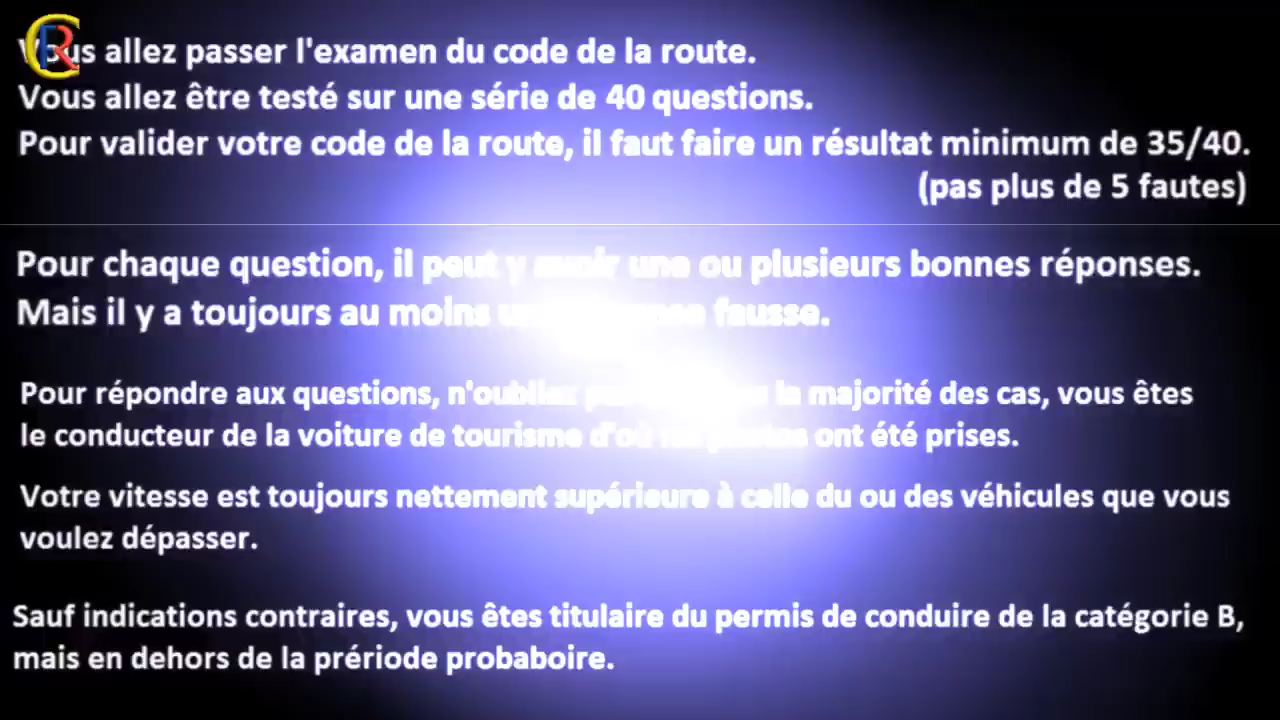 Vous allez passer l'examen du code de la route.
Vous allez être testé sur une série de 40 questions.
Pour valider votre code de la route, il faut faire un résultat minimum de 35/40.
(pas plus de 5 fautes)
Pour chaque question, il peut y avoir une ou plusieurs bonnes réponses.
Mais il y a toujours au moins fausse.
Pour répondre aux questions, n'oubliez la majorité des cas, vous êtes
le conducteur de la voiture de tourisme d'où ont été prises.
Votre vitesse est toujours nettement supérieure à celle du ou des véhicules que vous
voulez dépasser.
Sauf indications contraires, vous êtes titulaire du permis de conduire de la catégorie B,
mais en dehors de la prériode probaboire.